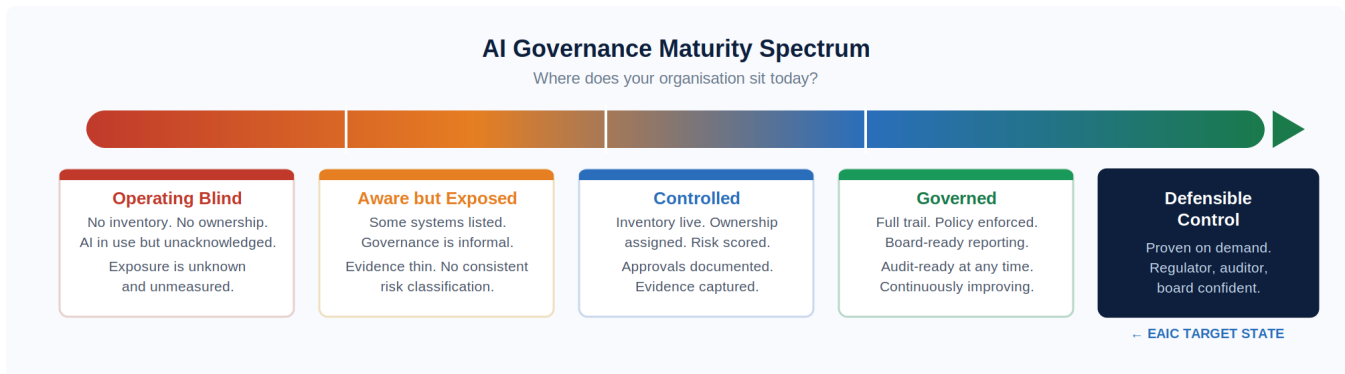 AI Governance Maturity Spectrum
Where does your organisation sit today?
Operating Blind
No inventory. No ownership.
AI in use but unacknowledged.
Exposure is unknown
and unmeasured.
Aware but Exposed
Some systems listed.
Governance is informal.
Evidence thin. No consistent
risk classification.
Controlled
Inventory live. Ownership
assigned. Risk scored.
Approvals documented.
Evidence captured.
Governed
Full trail. Policy enforced.
Board-ready reporting.
Audit-ready at any time.
Continuously improving.
Defensible
Control
Proven on demand.
Regulator, auditor,
board confident.
← EAIC TARGET STATE